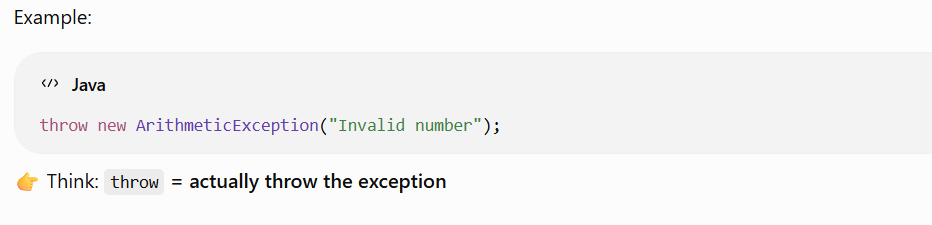 Example:
</> Java
throw new ArithmeticException("Invalid number");
👉 Think: throw = actually throw the exception